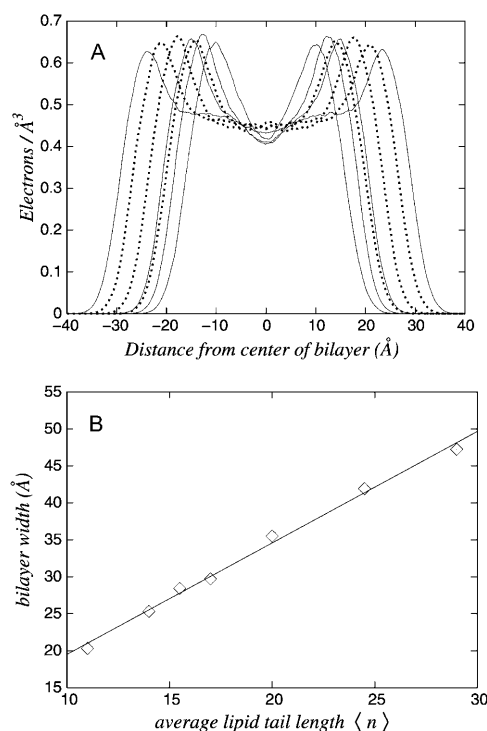 0.7
A
0.6
0.5
0.4
0.3
0.2
0.1
0
Electrons / Å3
−40 −30 −20 −10 0 10 20 30 40
Distance from center of bilayer (Å)
55
B
50
45
40
35
30
25
20
15
bilayer width (Å)
10 15 20 25 30
average lipid tail length ⟨ n ⟩